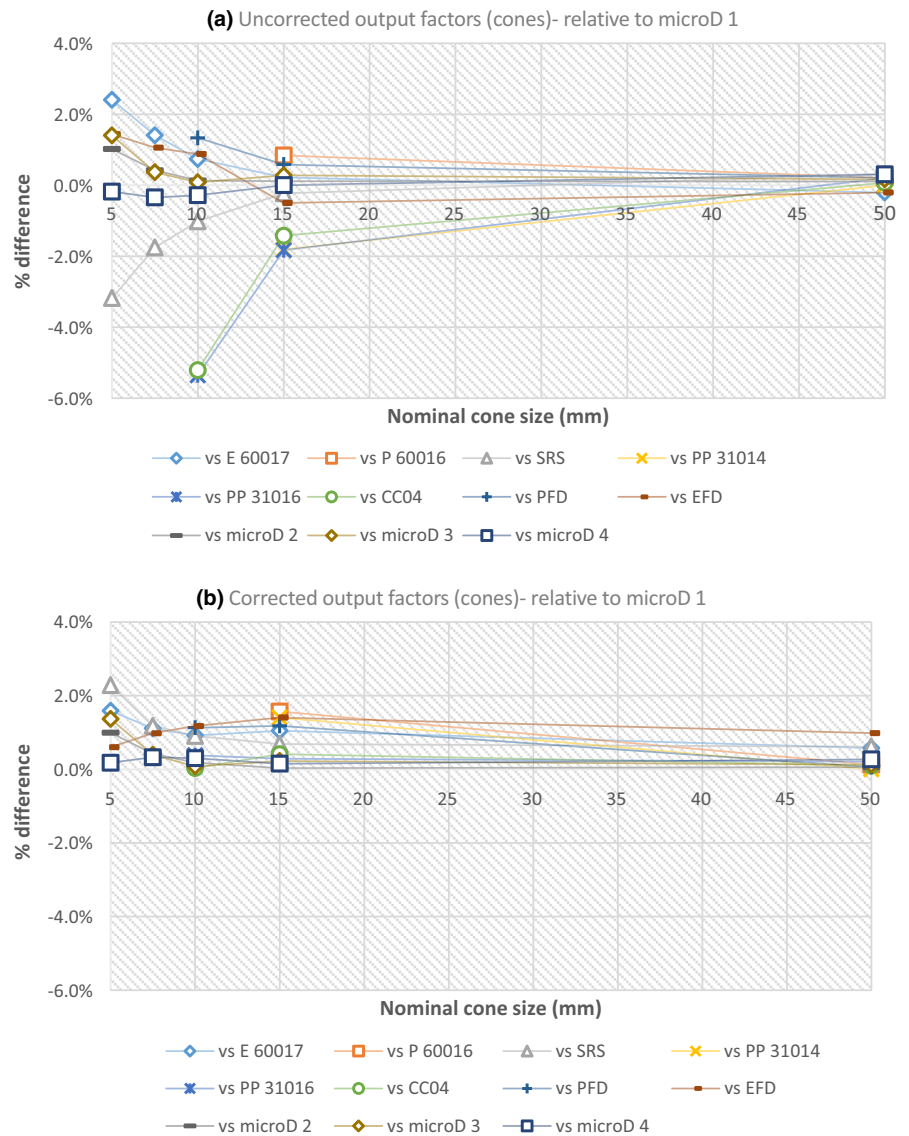 (a) Uncorrected output factors (cones)- relative to microD 1
4.0%
2.0%
0.0%
-2.0%
-4.0%
-6.0%
5 10 15 20 25 30 35 40 45 50
% difference
Nominal cone size (mm)
vs E 60017 vs P 60016 vs SRS vs PP 31014
vs PP 31016 vs CC04 vs PFD vs EFD
vs microD 2 vs microD 3 vs microD 4
(b) Corrected output factors (cones)- relative to microD 1
4.0%
2.0%
0.0%
-2.0%
-4.0%
-6.0%
5 10 15 20 25 30 35 40 45 50
% difference
Nominal cone size (mm)
vs E 60017 vs P 60016 vs SRS vs PP 31014
vs PP 31016 vs CC04 vs PFD vs EFD
vs microD 2 vs microD 3 vs microD 4